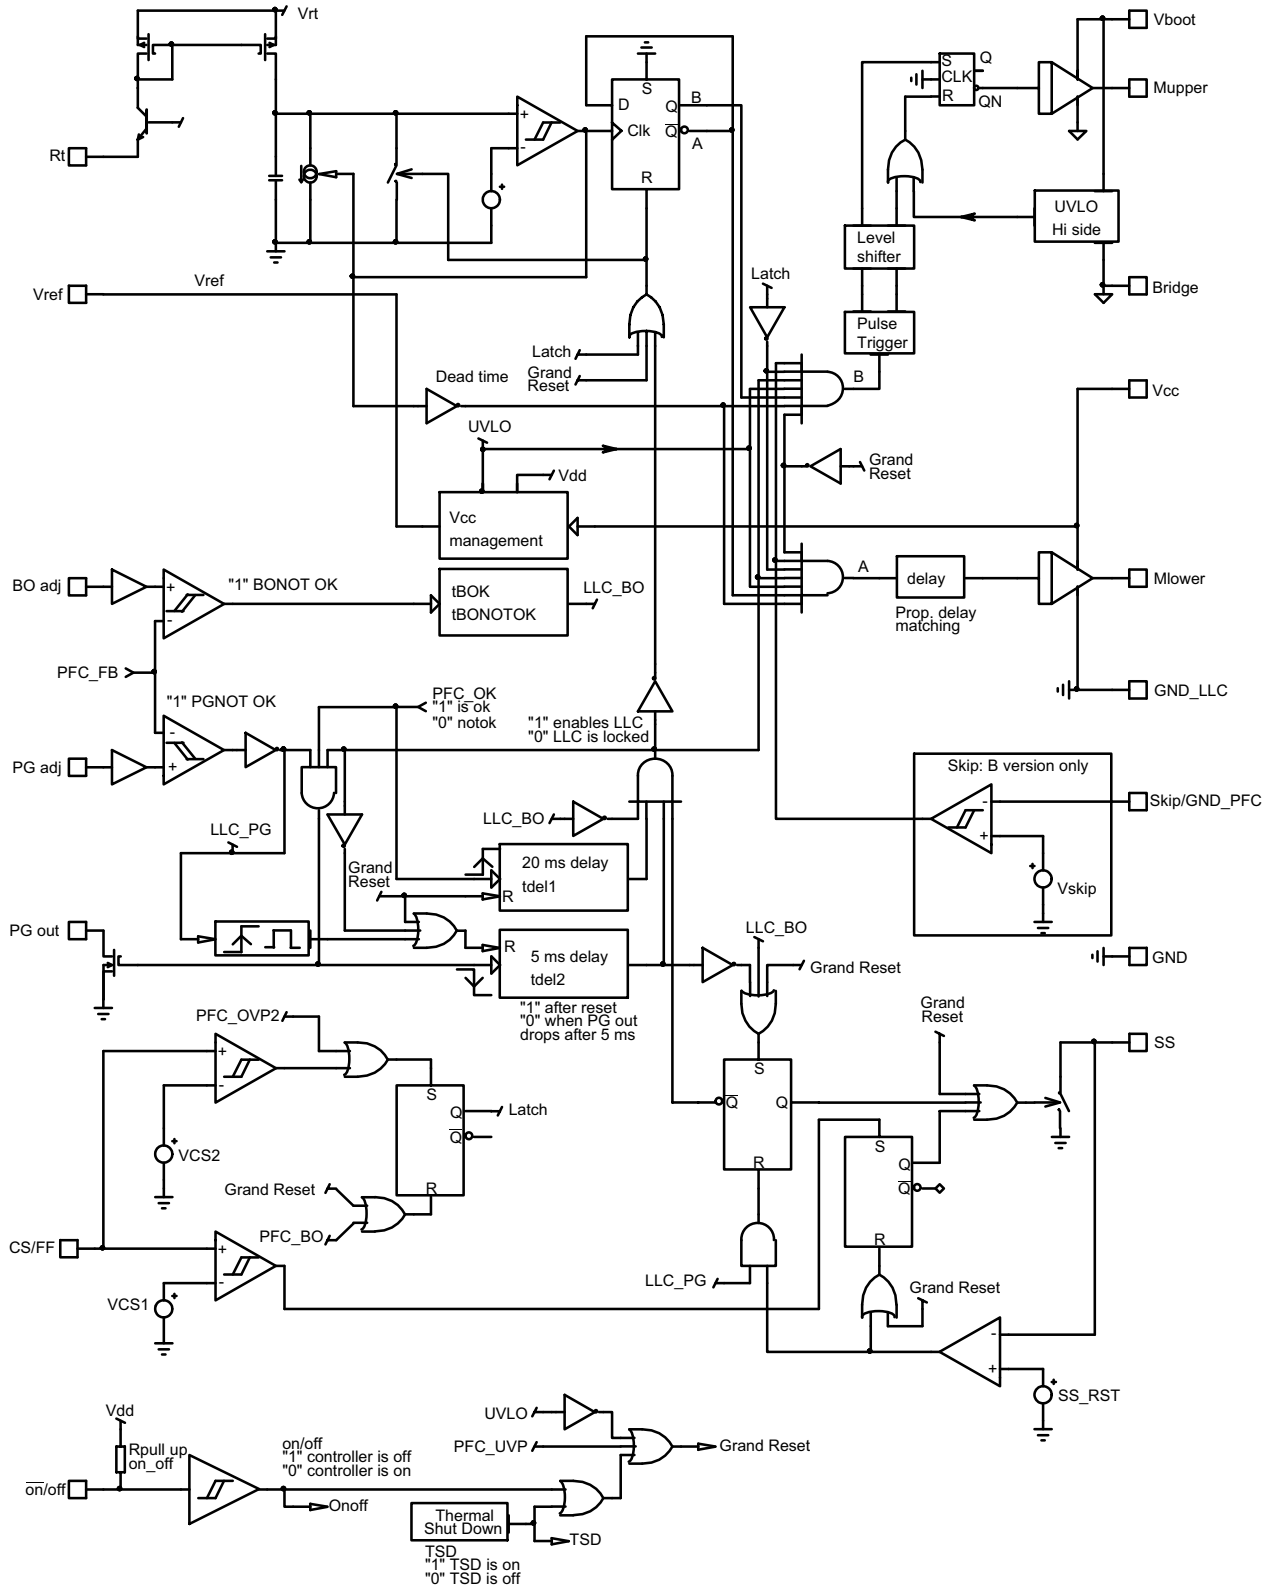 Vrt
Vboot
S
Q
CLK
R
QN
Mupper
D
S
Q
B
Clk
Q
A
R
+
-
+
Rt
UVLO
Hi side
Level
shifter
Vref
Vref
Latch
Bridge
Pulse
Trigger
Latch
Grand
Reset
Dead time
B
Vcc
UVLO
Grand
Reset
Vdd
Vcc
management
BO adj
+
-
"1" BONOT OK
tBOK
tBONOTOK
LLC_BO
A
delay
Prop. delay
matching
Mlower
PFC_FB
"1" PGNOT OK
PFC_OK
"1" is ok
"0" notok
"1" enables LLC
"0" LLC is locked
GND_LLC
PG adj
-
+
Skip: B version only
-
+
Skip/GND_PFC
+
Vskip
LLC_BO
LLC_PG
20 ms delay
tdel1
R
Grand
Reset
PG out
R
5 ms delay
tdel2
LLC_BO
Grand Reset
GND
"1" after reset
"0" when PG out
drops after 5 ms
Grand
Reset
PFC_OVP2
+
-
SS
S
Q
Q
R
Latch
S
Q
Q
R
+
VCS2
S
Q
Q
R
Grand Reset
PFC_BO
CS/FF
+
-
LLC_PG
Grand Reset
VCS1
+
-
+
+
SS_RST
Vdd
UVLO
Rpull up
on_off
on/off
"1" controller is off
"0" controller is on
PFC_UVP
Grand Reset
on/off
Onoff
Thermal
Shut Down
TSD
TSD
"1" TSD is on
"0" TSD is off